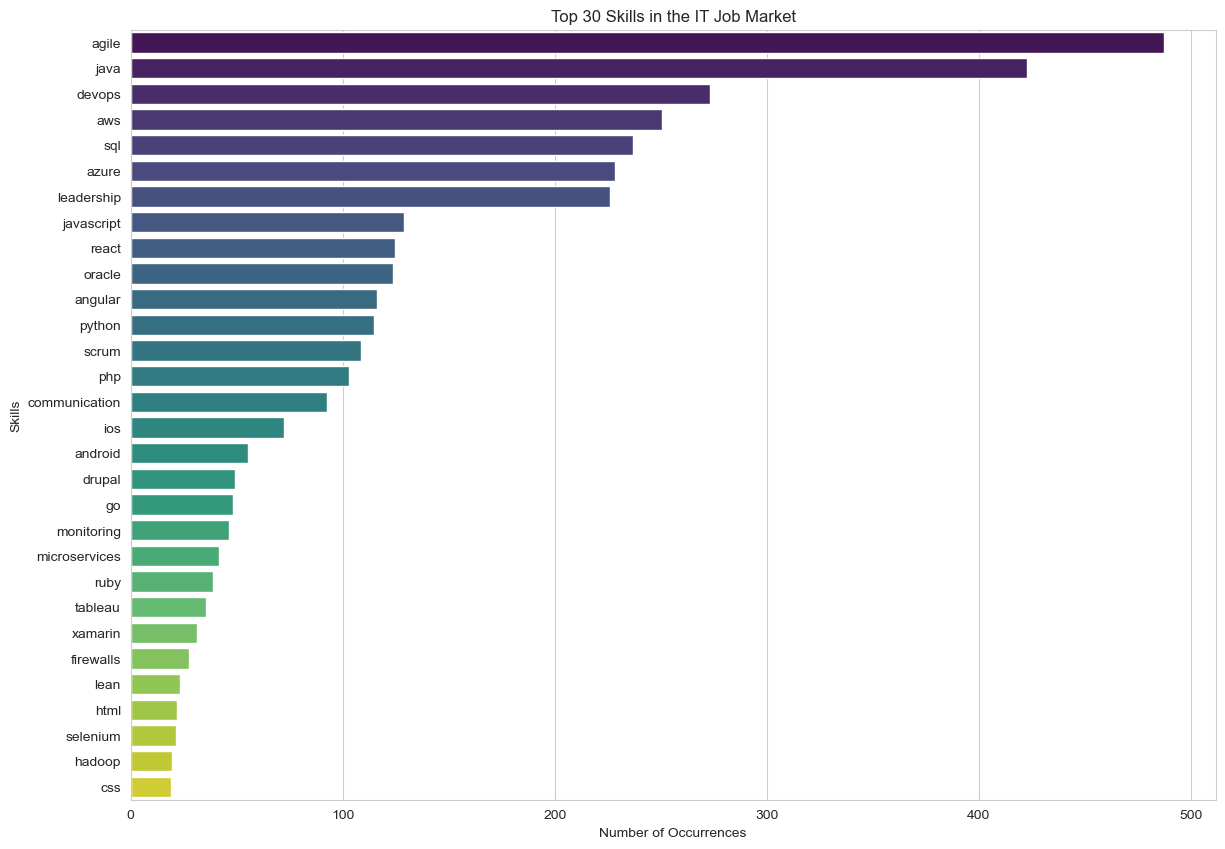 Top 30 Skills in the IT Job Market
agile
java
devops
aws
sql
azure
leadership
javascript
react
oracle
angular
python
scrum
php
communication
ios
android
drupal
go
monitoring
microservices
ruby
tableau
xamarin
firewalls
lean
html
selenium
hadoop
css
Skills
0 100 200 300 400 500
Number of Occurrences